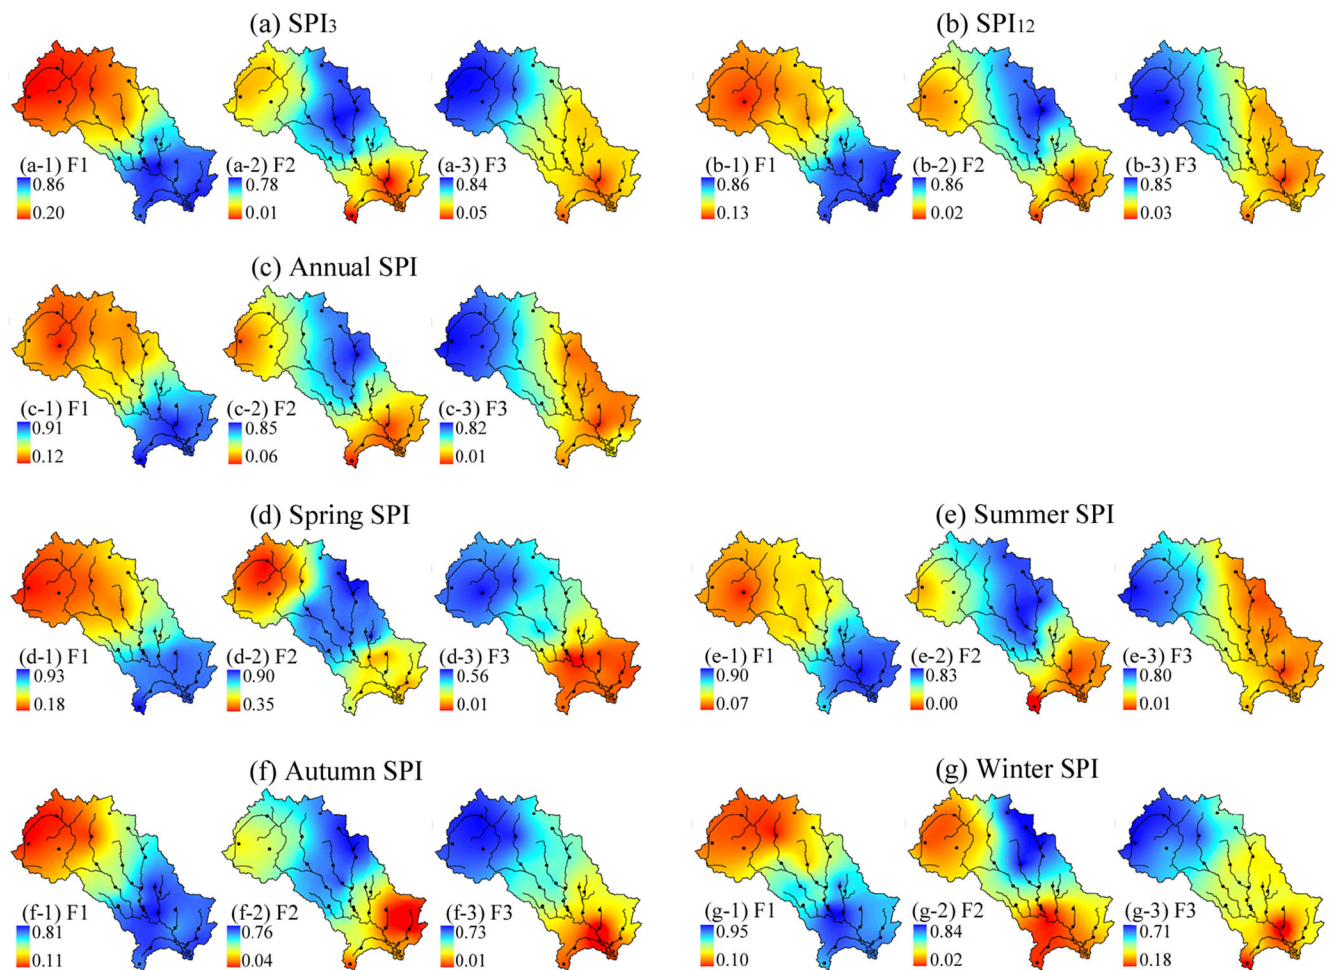 (a) SPI3
(b) SPI12
(a-1) F1
0.86
0.20
(a-2) F2
0.78
0.01
(a-3) F3
0.84
0.05
(b-1) F1
0.86
0.13
(b-2) F2
0.86
0.02
(b-3) F3
0.85
0.03
(c) Annual SPI
(c-1) F1
0.91
0.12
(c-2) F2
0.85
0.06
(c-3) F3
0.82
0.01
(d) Spring SPI
(e) Summer SPI
(d-1) F1
0.93
0.18
(d-2) F2
0.90
0.35
(d-3) F3
0.56
0.01
(e-1) F1
0.90
0.07
(e-2) F2
0.83
0.00
(e-3) F3
0.80
0.01
(f) Autumn SPI
(g) Winter SPI
(f-1) F1
0.81
0.11
(f-2) F2
0.76
0.04
(f-3) F3
0.73
0.01
(g-1) F1
0.95
0.10
(g-2) F2
0.84
0.02
(g-3) F3
0.71
0.18